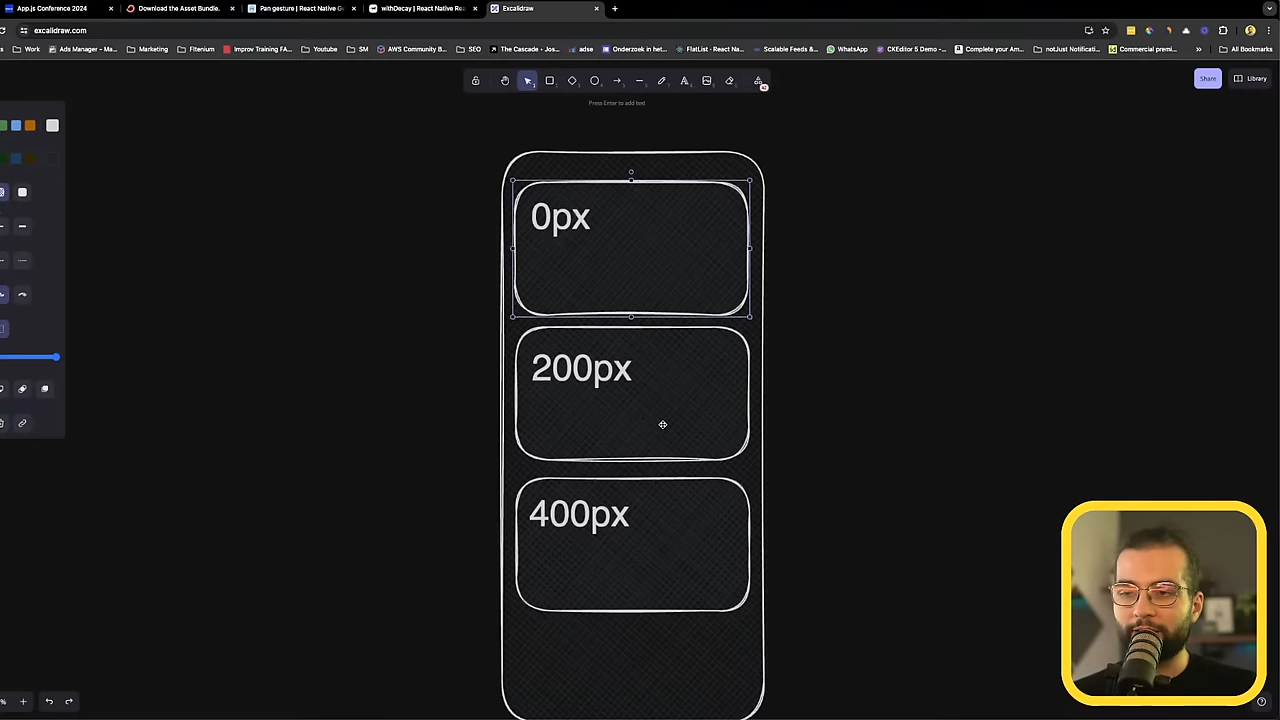 App.js Conference 2024
Download the Asset Bundle.
Pan gesture | React Native G
withDecay | React Native Re
Excalidraw
excalidraw.com
Work
Ads Manager - Ma...
Marketing
Fitenium
Improv Training FA...
Youtube
SM
AWS Community B...
SEO
The Cascade • Jos...
adse
Onderzoek in het...
FlatList - React Na...
Scalable Feeds &...
WhatsApp
CKEditor 5 Demo -...
Complete your Am...
notJust Notificati...
Commercial premi...
All Bookmarks
Share
Library
Press Enter to add text
0px
200px
400px
%